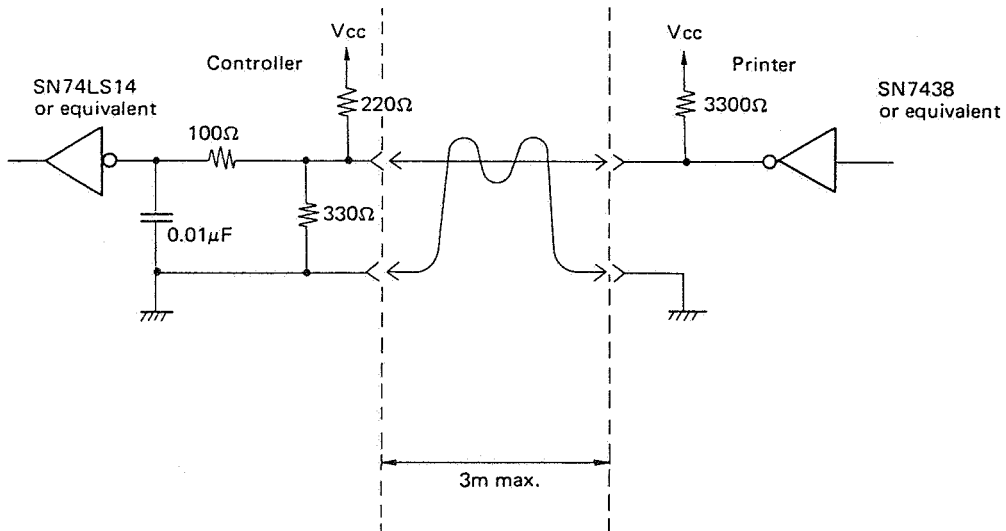 Vcc
Vcc
Controller
Printer
SN74LS14
or equivalent
SN7438
or equivalent
220Ω
3300Ω
100Ω
330Ω
0.01μF
3m max.